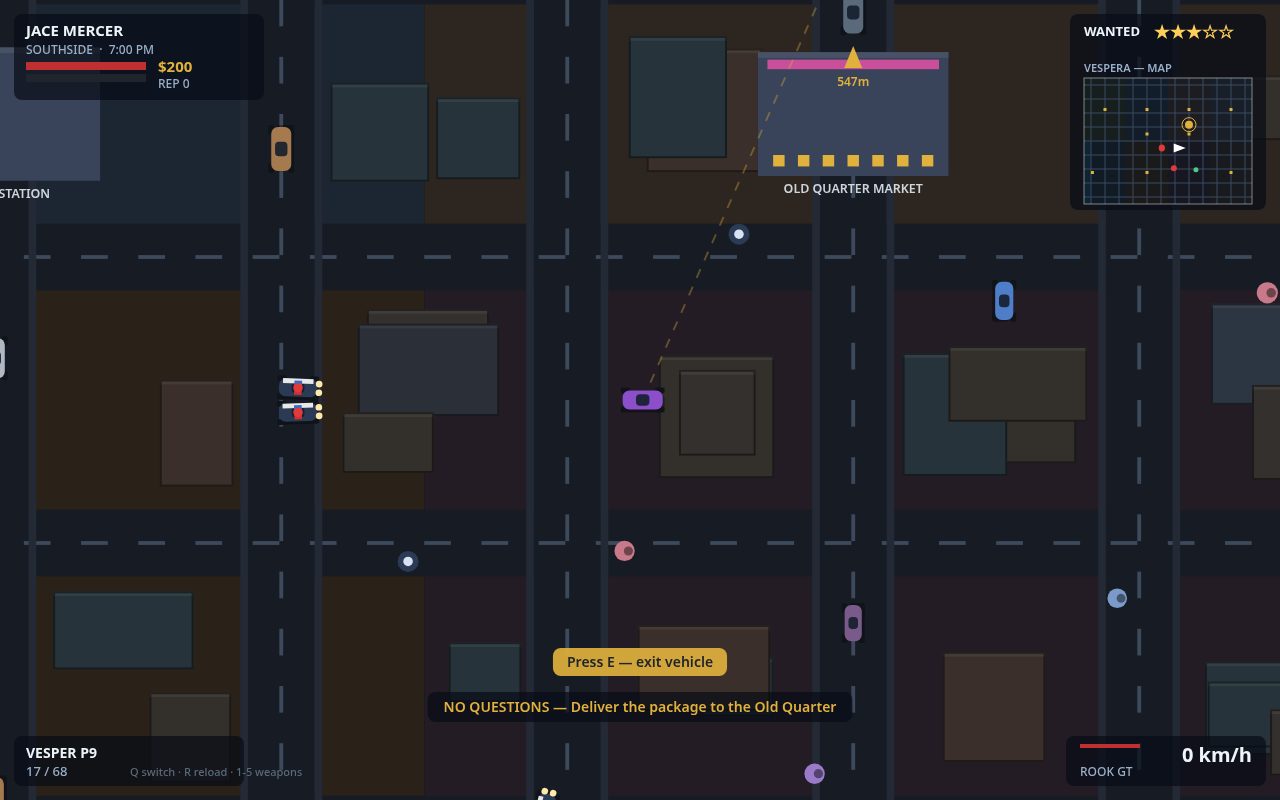 JACE MERCER
SOUTHSIDE · 7:00 PM
$200
REP 0
WANTED ★★★☆☆
VESPERA — MAP
547m
STATION
OLD QUARTER MARKET
Press E — exit vehicle
NO QUESTIONS — Deliver the package to the Old Quarter
VESPER P9
17 / 68
Q switch · R reload · 1-5 weapons
0 km/h
ROOK GT